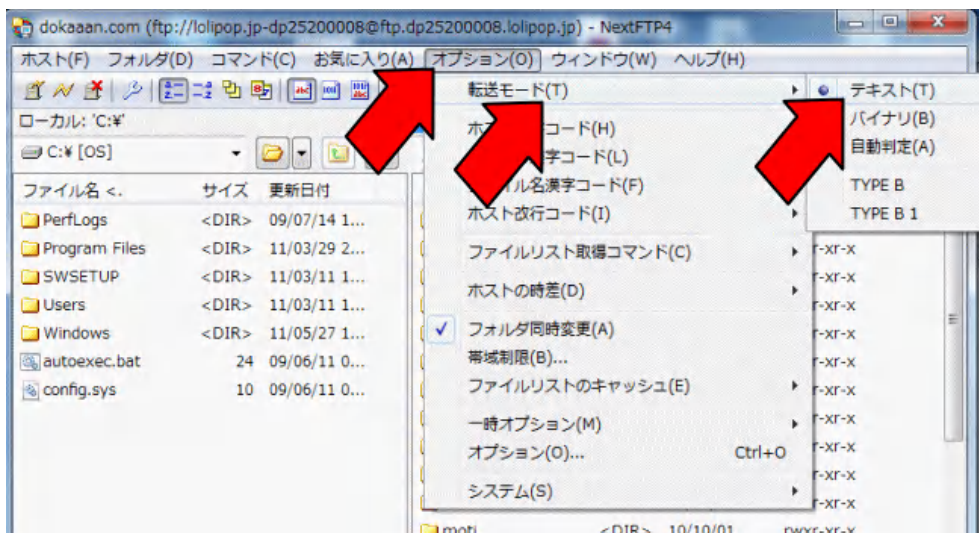 dokaaan.com (ftp://lolipop.jp-dp25200008@ftp.dp25200008.lolipop.jp) - NextFTP4
ホスト(F) フォルダ(D) コマンド(C) お気に入り(A) オプション(O) ウィンドウ(W) ヘルプ(H)
ローカル: 'C:¥'
C:¥ [OS]
ファイル名 <. サイズ 更新日付
PerfLogs <DIR> 09/07/14 1...
Program Files <DIR> 11/03/29 2...
SWSETUP <DIR> 11/03/11 1...
Users <DIR> 11/03/11 1...
Windows <DIR> 11/05/27 1...
autoexec.bat 24 09/06/11 0...
config.sys 10 09/06/11 0...
転送モード(T)
コード(H)
字コード(L)
イル名漢字コード(F)
ホスト改行コード(I)
ファイルリスト取得コマンド(C)
ホストの時差(D)
フォルダ同時変更(A)
帯域制限(B)...
ファイルリストのキャッシュ(E)
一時オプション(M)
オプション(O)... Ctrl+O
システム(S)
テキスト(T)
バイナリ(B)
自動判定(A)
TYPE B
TYPE B 1
r-xr-x
r-xr-x
r-xr-x
r-xr-x
r-xr-x
r-xr-x
r-xr-x
r-xr-x
r-xr-x
r-xr-x
moti <DIR> 10/10/01 rwxr-xr-x